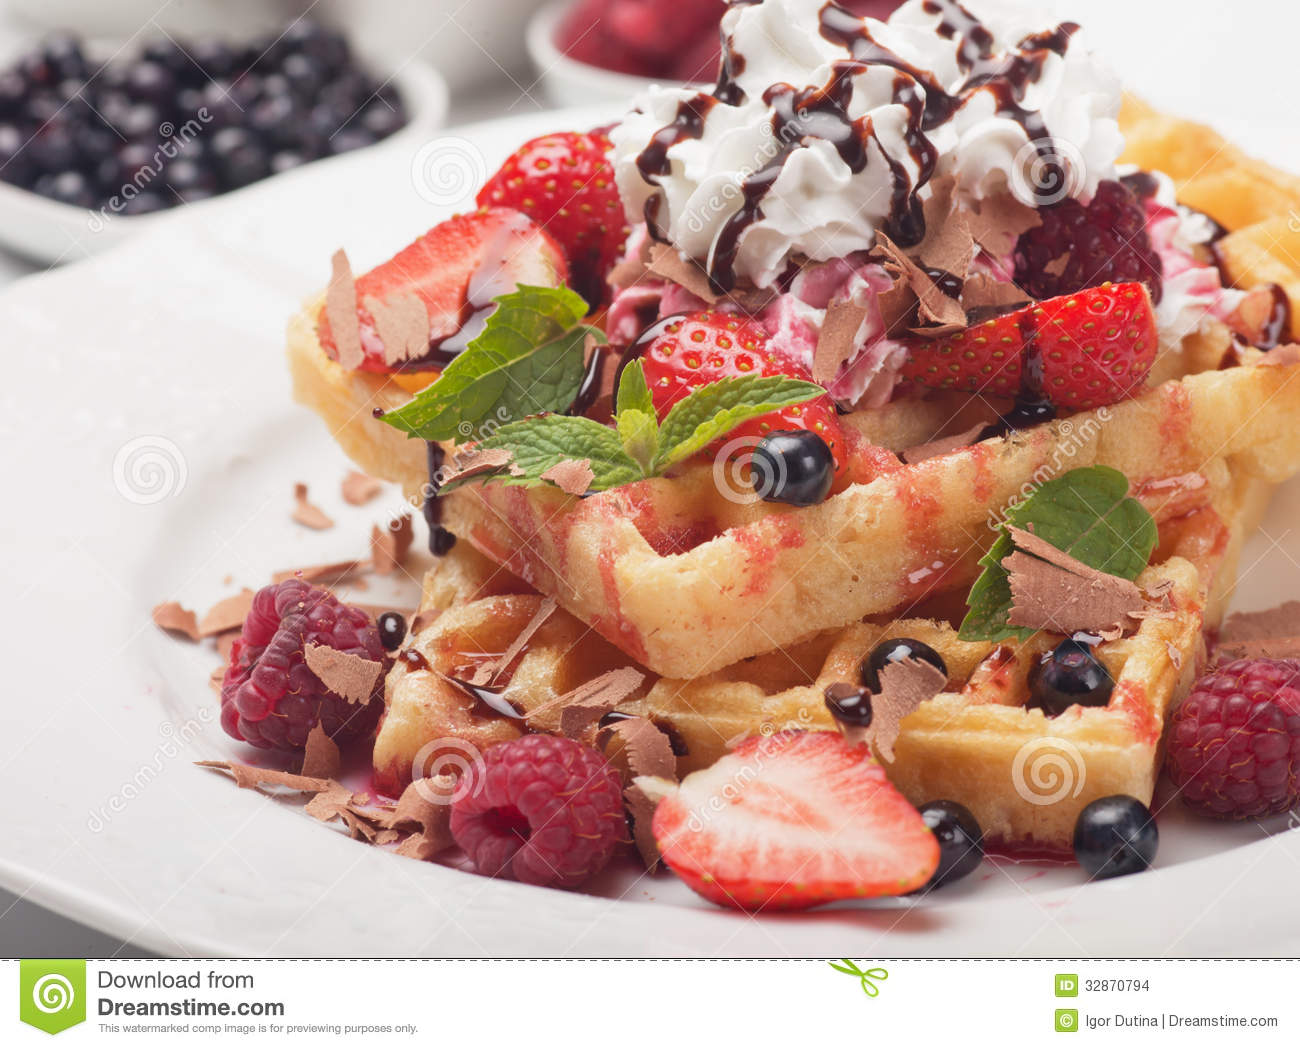 Download from
Dreamstime.com
This watermarked comp image is for previewing purposes only.
ID 32870794
© Igor Dutina | Dreamstime.com